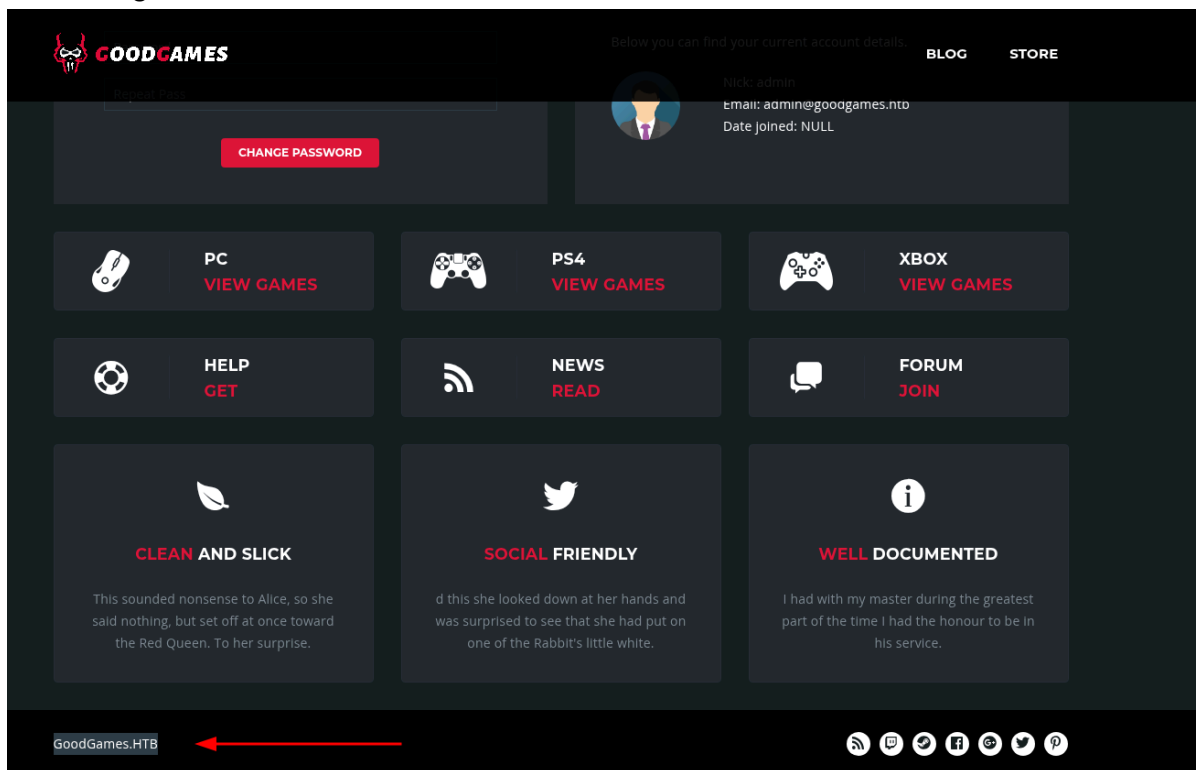 GOODGAMES
BLOG
STORE
Below you can find your current account details.
Repeat Pass
Nick: admin
Email: admin@goodgames.htb
Date joined: NULL
CHANGE PASSWORD
PC
VIEW GAMES
PS4
VIEW GAMES
XBOX
VIEW GAMES
HELP
GET
NEWS
READ
FORUM
JOIN
CLEAN AND SLICK
This sounded nonsense to Alice, so she
said nothing, but set off at once toward
the Red Queen. To her surprise.
SOCIAL FRIENDLY
d this she looked down at her hands and
was surprised to see that she had put on
one of the Rabbit's little white.
WELL DOCUMENTED
I had with my master during the greatest
part of the time I had the honour to be in
his service.
GoodGames.HTB